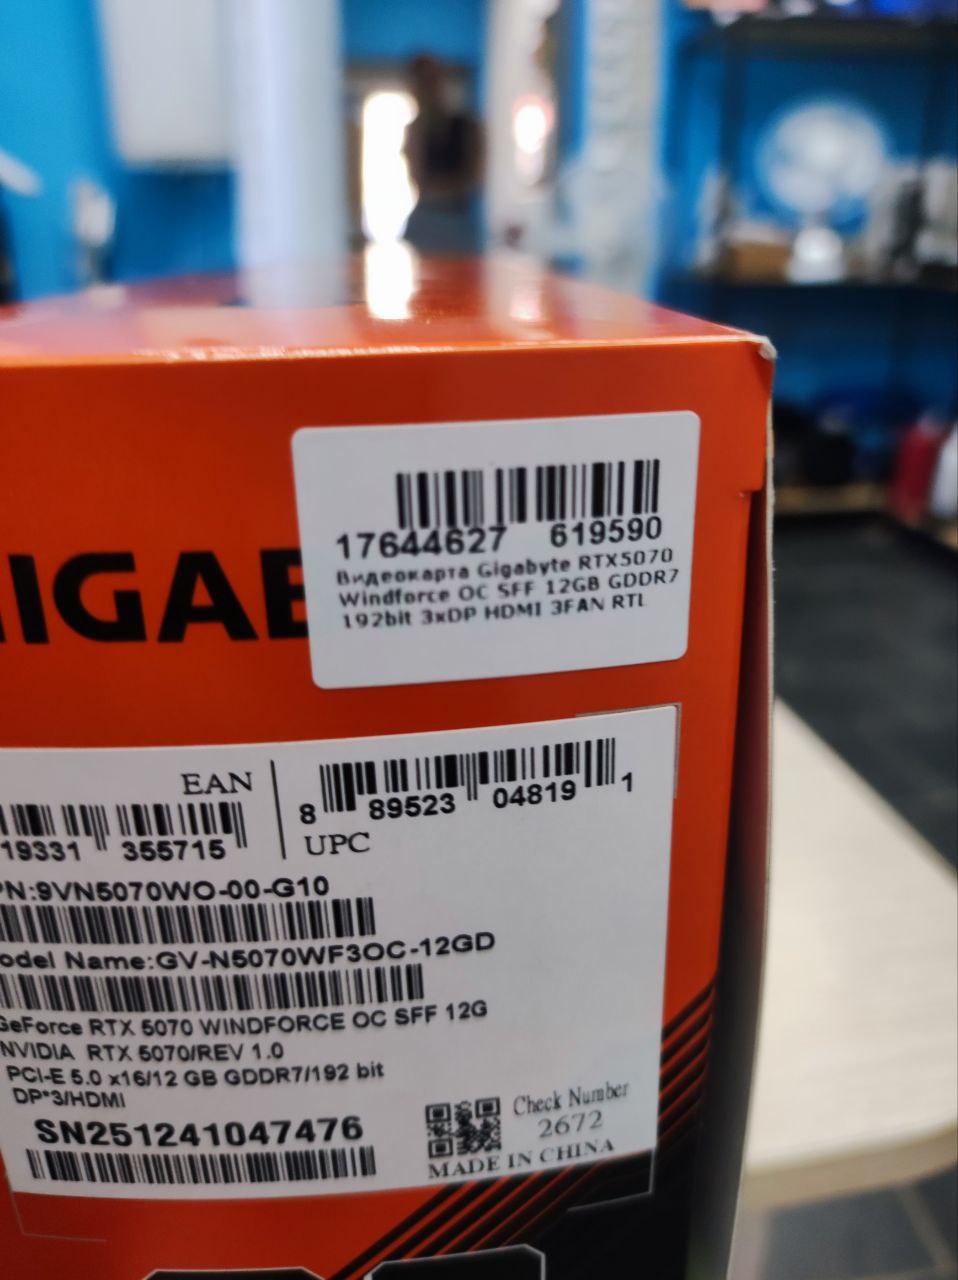 17644627 619590
Видеокарта Gigabyte RTX5070
Windforce OC SFF 12GB GDDR7
192bit 3xDP HDMI 3FAN RTL
IGAB
EAN
19331 355715
8 89523 04819 1
UPC
PN:9VN5070WO-00-G10
odel Name:GV-N5070WF3OC-12GD
GeForce RTX 5070 WINDFORCE OC SFF 12G
NVIDIA RTX 5070/REV 1.0
PCI-E 5.0 x16/12 GB GDDR7/192 bit
DP*3/HDMI
SN251241047476
Check Number
2672
MADE IN CHINA